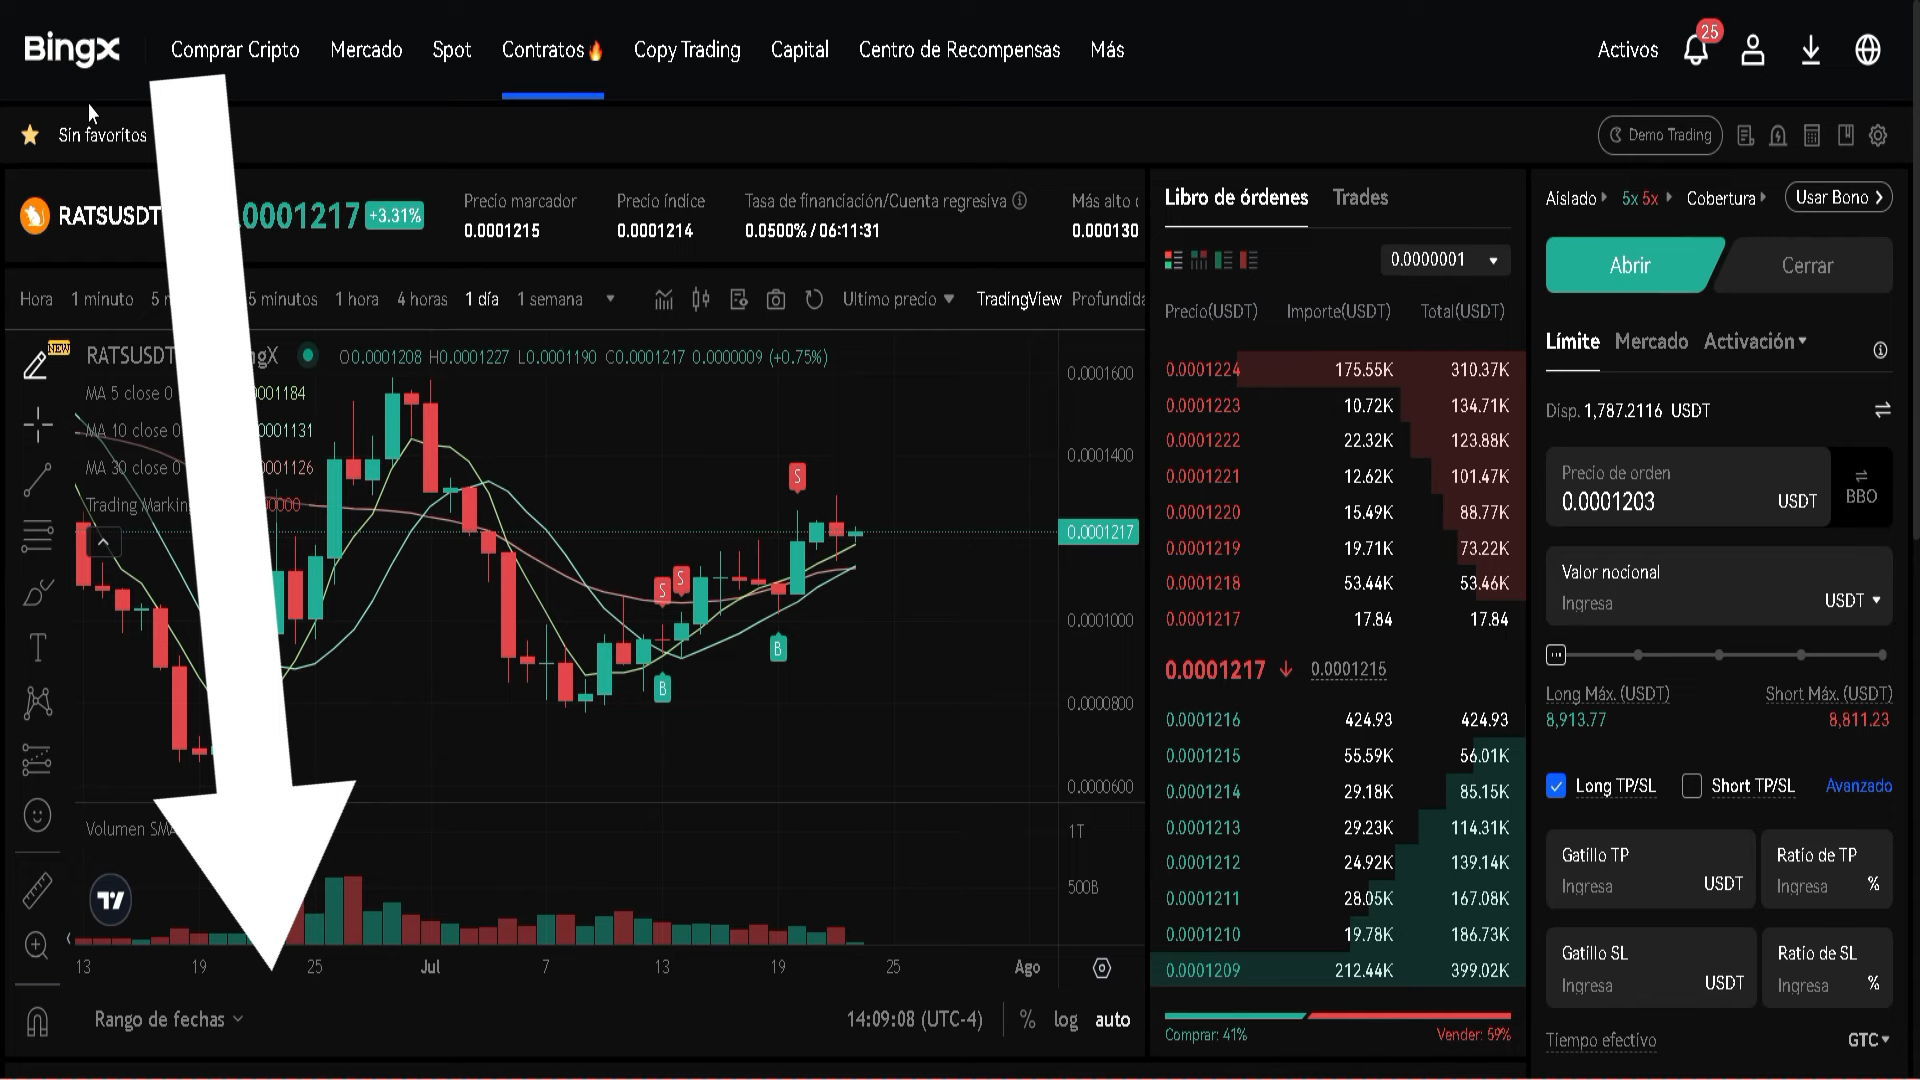 BingX
Comprar Cripto Mercado Spot Contratos Copy Trading Capital Centro de Recompensas Más Activos 25
Sin favoritos Demo Trading
RATSUSDT 0001217 +3.31%
Precio marcador Precio índice Tasa de financiación/Cuenta regresiva Más alto
0.0001215 0.0001214 0.0500% / 06:11:31 0.000130
Hora 1 minuto 5 5 minutos 1 hora 4 horas 1 día 1 semana Ultimo precio TradingView Profundida
NEW
RATSUSDT gX O0.0001208 H0.0001227 L0.0001190 C0.0001217 0.0000009 (+0.75%)
MA 5 close 0 0001184
MA 10 close 0 0001131
MA 30 close 0 0001126
Trading Markin 00000
0.0001600
0.0001400
0.0001217
0.0001000
0.0000800
0.0000600
S
S
S
B
B
Volumen SMA
1T
500B
13 19 25 Jul 7 13 19 25 Ago
Rango de fechas 14:09:08 (UTC-4) % log auto
Libro de órdenes Trades
0.0000001
Precio(USDT) Importe(USDT) Total(USDT)
0.0001224 175.55K 310.37K
0.0001223 10.72K 134.71K
0.0001222 22.32K 123.88K
0.0001221 12.62K 101.47K
0.0001220 15.49K 88.77K
0.0001219 19.71K 73.22K
0.0001218 53.44K 53.46K
0.0001217 17.84 17.84
0.0001217 0.0001215
0.0001216 424.93 424.93
0.0001215 55.59K 56.01K
0.0001214 29.18K 85.15K
0.0001213 29.23K 114.31K
0.0001212 24.92K 139.14K
0.0001211 28.05K 167.08K
0.0001210 19.78K 186.73K
0.0001209 212.44K 399.02K
Comprar: 41% Vender: 59%
Aislado 5x 5x Cobertura Usar Bono
Abrir Cerrar
Límite Mercado Activación
Disp. 1,787.2116 USDT
Precio de orden
0.0001203 USDT BBO
Valor nocional
Ingresa USDT
Long Máx. (USDT) Short Máx. (USDT)
8,913.77 8,811.23
Long TP/SL Short TP/SL Avanzado
Gatillo TP Ratio de TP
Ingresa USDT Ingresa %
Gatillo SL Ratio de SL
Ingresa USDT Ingresa %
Tiempo efectivo GTC